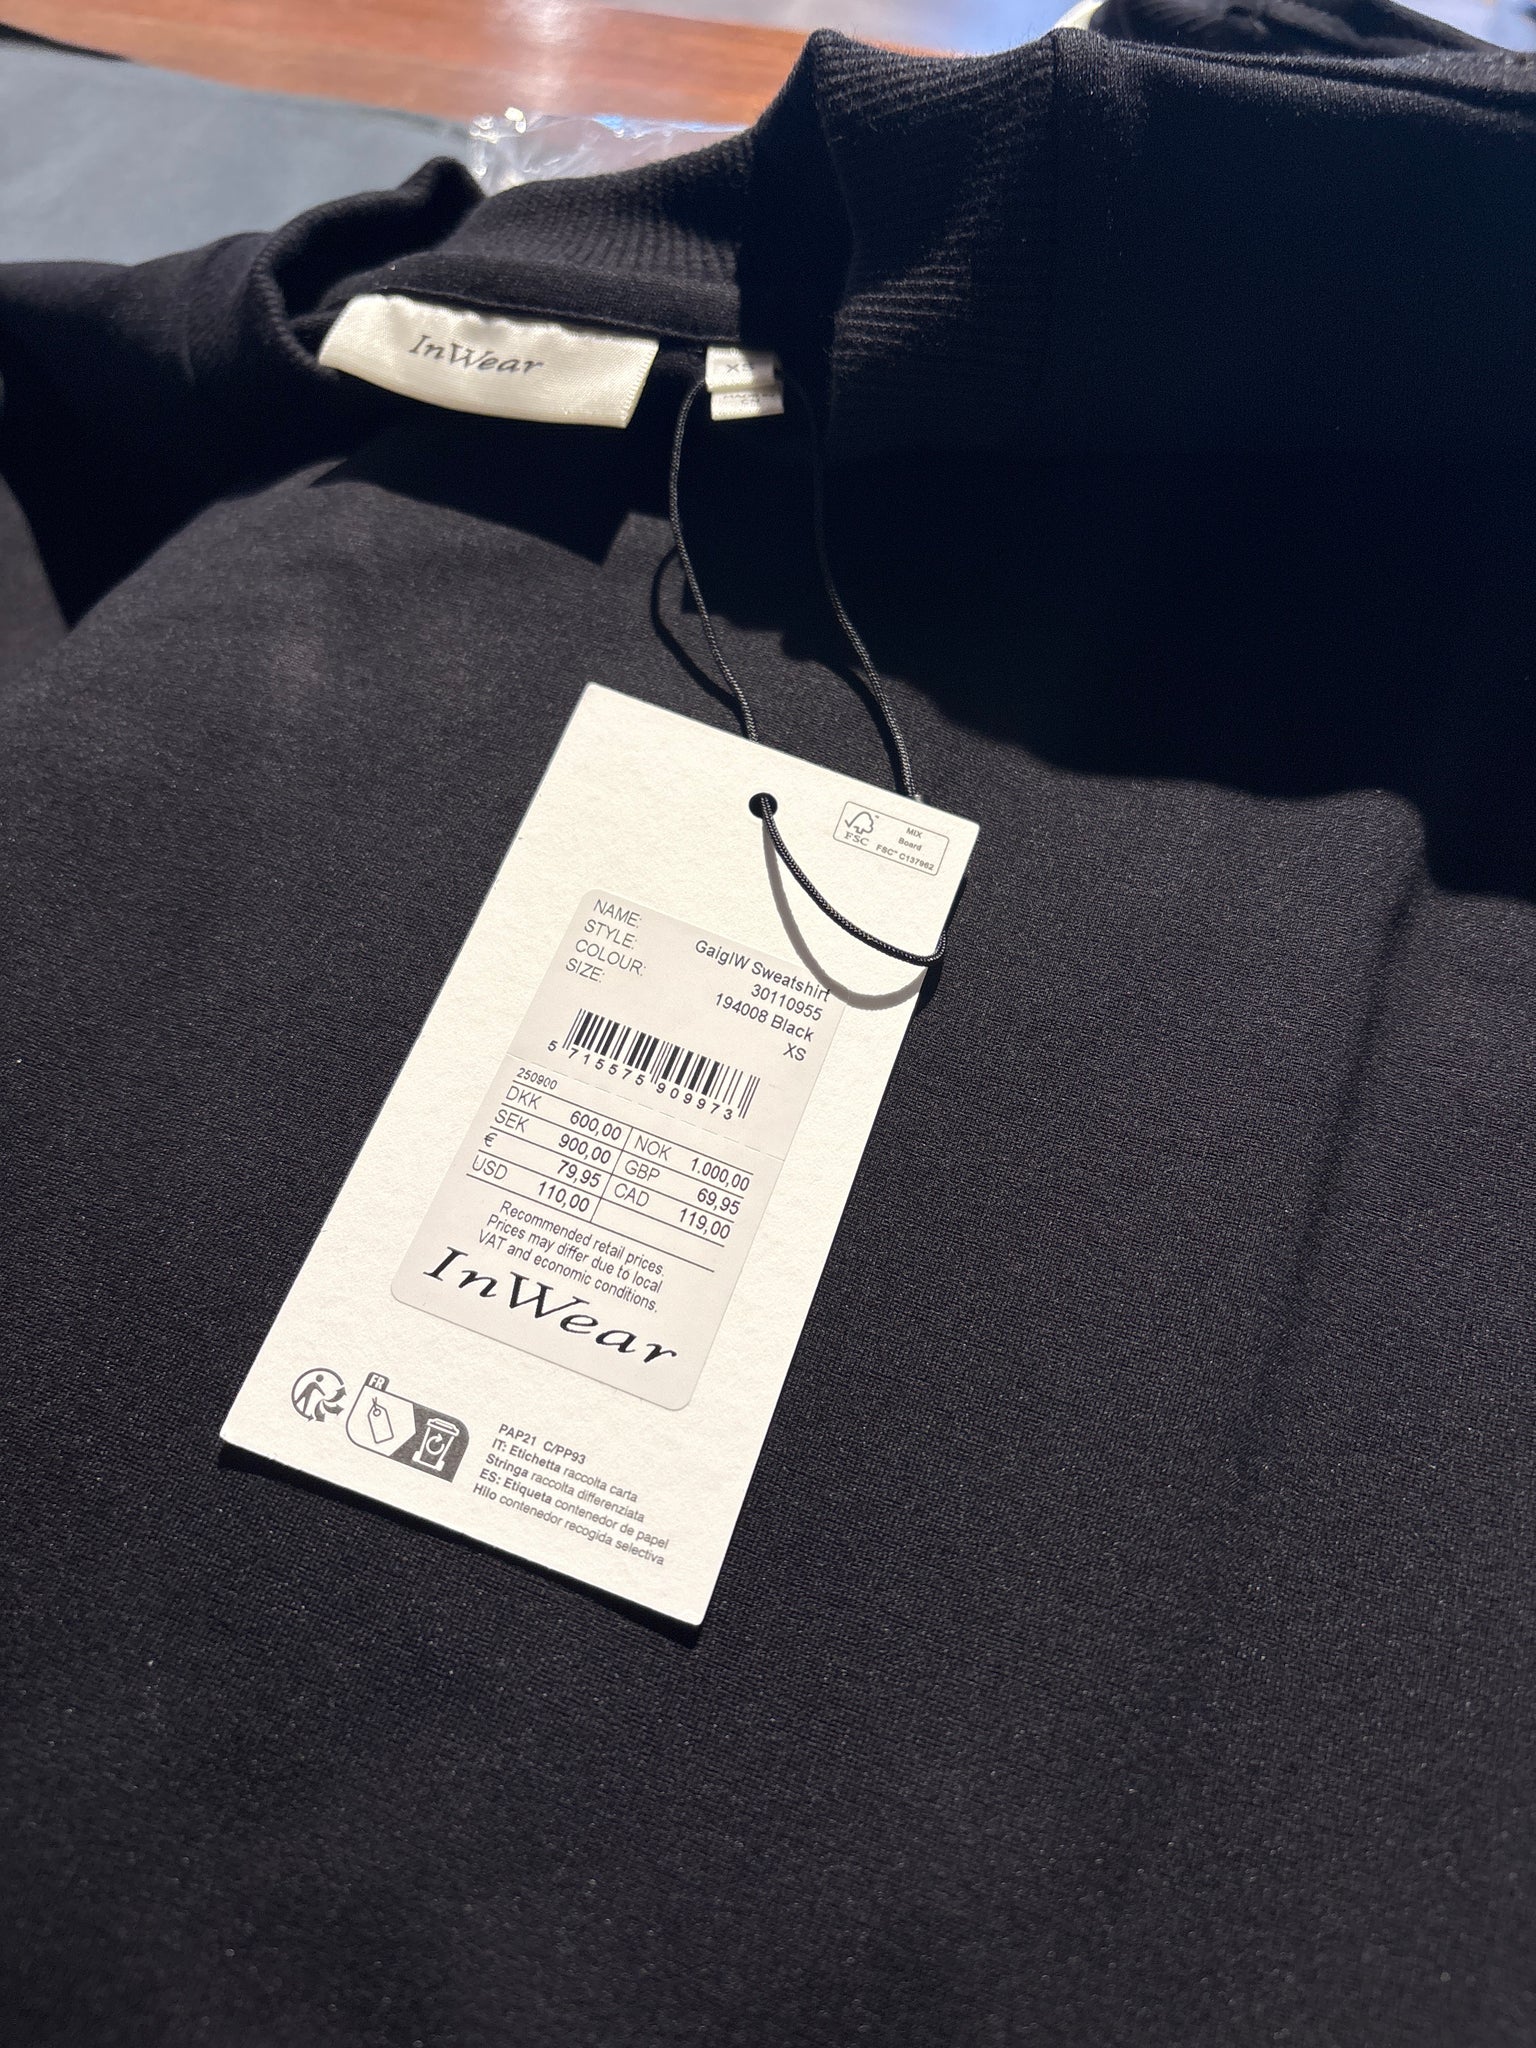 InWear
XS
FSC
MIX
Board
FSC™ C137962
NAME: GaigIW Sweatshirt
STYLE: 30110955
COLOUR: 194008 Black
SIZE: XS
5 715575 909973
250900
DKK 600,00 NOK 1.000,00
SEK 900,00 GBP 69,95
€ 79,95 CAD 119,00
USD 110,00
Recommended retail prices.
Prices may differ due to local
VAT and economic conditions.
InWear
FR
PAP21 C/PP93
IT: Etichetta raccolta carta
Stringa raccolta differenziata
ES: Etiqueta contenedor de papel
Hilo contenedor recogida selectiva